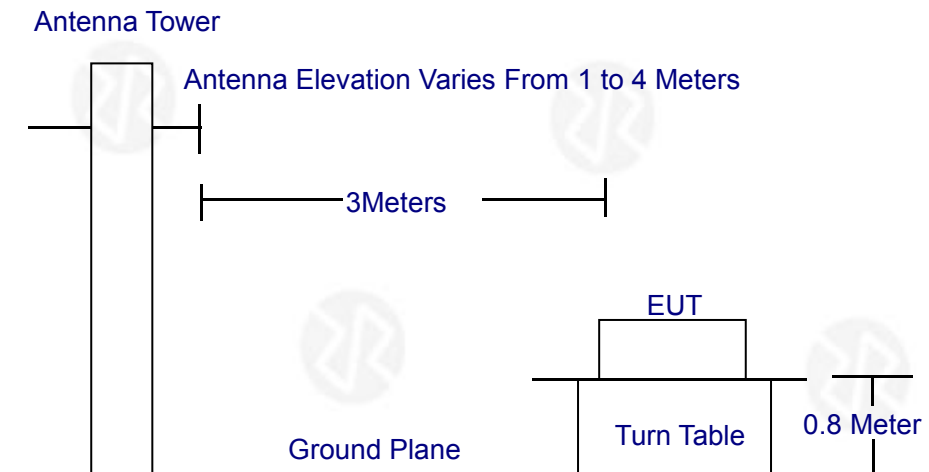 Antenna Tower
Antenna Elevation Varies From 1 to 4 Meters
3Meters
EUT
0.8 Meter
Turn Table
Ground Plane